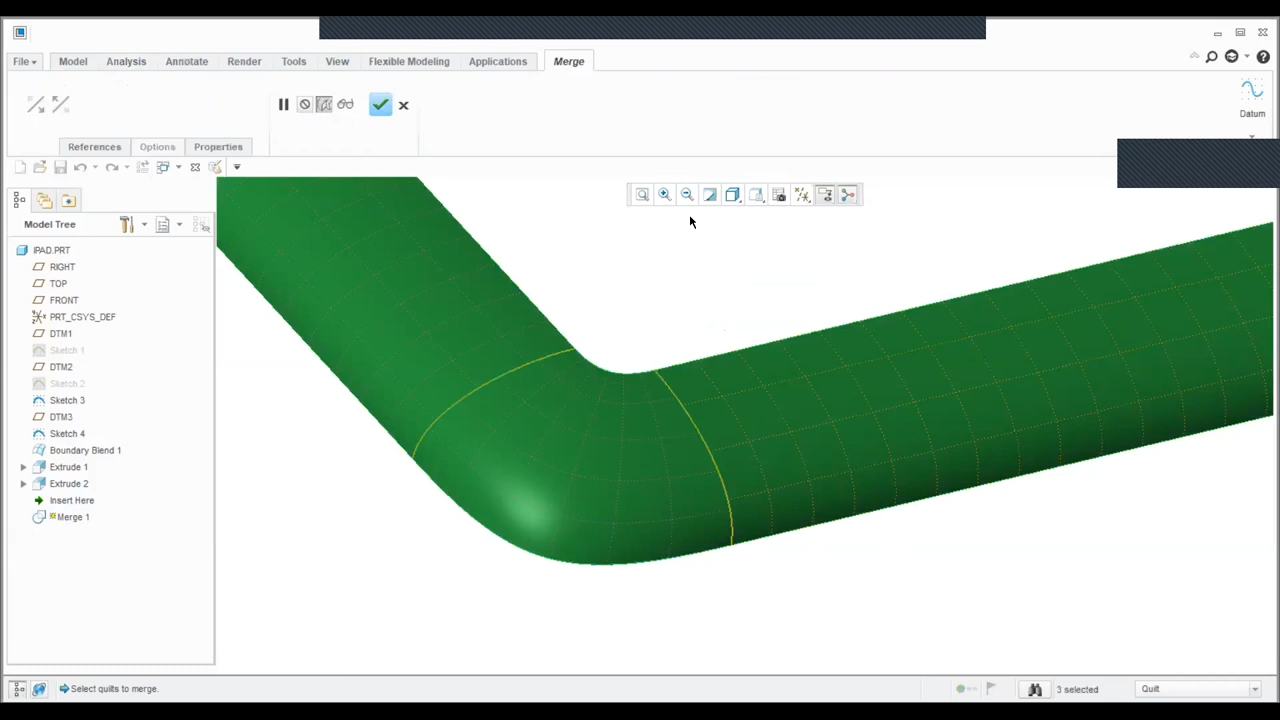 File Model Analysis Annotate Render Tools View Flexible Modeling Applications Merge
Datum
References Options Properties
Model Tree
IPAD.PRT
RIGHT
TOP
FRONT
PRT_CSYS_DEF
DTM1
Sketch 1
DTM2
Sketch 2
Sketch 3
DTM3
Sketch 4
Boundary Blend 1
Extrude 1
Extrude 2
Insert Here
Merge 1
Select quilts to merge.
3 selected
Quilt